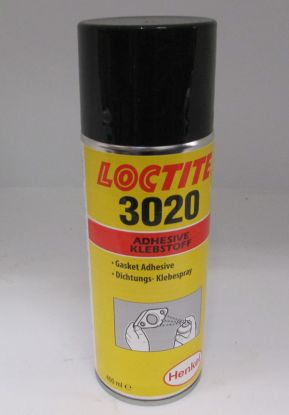 LOCTITE
3020
ADHESIVE
KLEBSTOFF
• Gasket Adhesive
• Dichtungs- Klebespray
400 ml e
Henkel